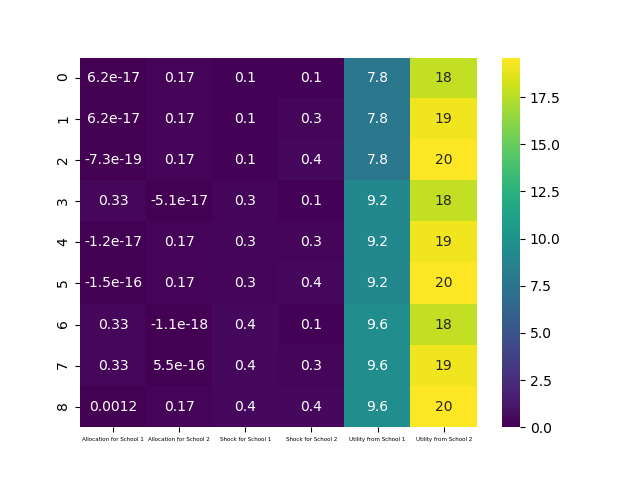 0 6.2e-17 0.17 0.1 0.1 7.8 18
1 6.2e-17 0.17 0.1 0.3 7.8 19
2 -7.3e-19 0.17 0.1 0.4 7.8 20
3 0.33 -5.1e-17 0.3 0.1 9.2 18
4 -1.2e-17 0.17 0.3 0.3 9.2 19
5 -1.5e-16 0.17 0.3 0.4 9.2 20
6 0.33 -1.1e-18 0.4 0.1 9.6 18
7 0.33 5.5e-16 0.4 0.3 9.6 19
8 0.0012 0.17 0.4 0.4 9.6 20
Allocation for School 1 Allocation for School 2 Shock for School 1 Shock for School 2 Utility from School 1 Utility from School 2
17.5
15.0
12.5
10.0
7.5
5.0
2.5
0.0